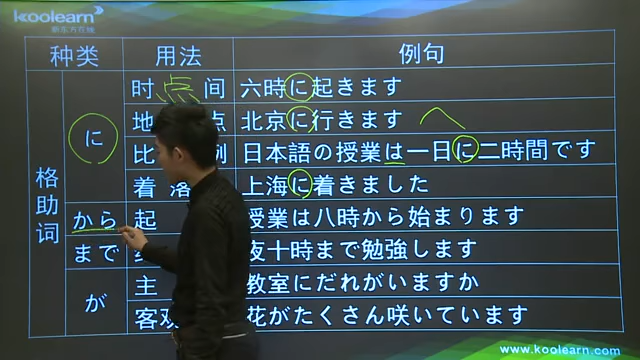 koolearn
新东方在线
种类 用法 例句
格助词
に 时点 间 六時に起きます
地 点 北京に行きます へ
比 例 日本語の授業は一日に二時間です
着 落 上海に着きました
から 起 授業は八時から始まります
まで 夜十時まで勉強します
が 主 教室にだれがいますか
客观 花がたくさん咲いています
www.koolearn.com